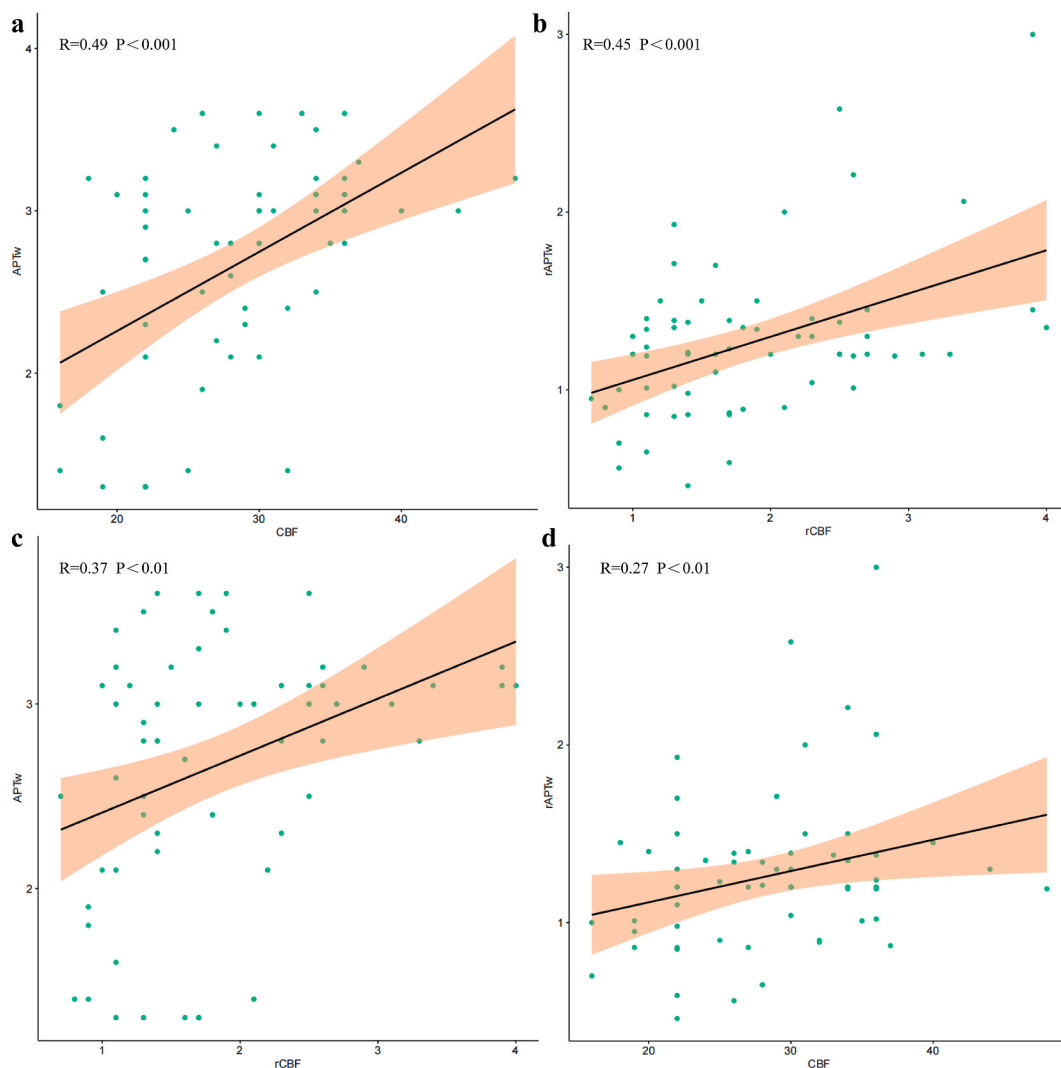 a
R=0.49 P<0.001
4
3
2
APTw
20 30 40
CBF
b
R=0.45 P<0.001
3
2
1
rAPTw
1 2 3 4
rCBF
c
R=0.37 P<0.01
3
2
APTw
1 2 3 4
rCBF
d
R=0.27 P<0.01
3
2
1
rAPTw
20 30 40
CBF